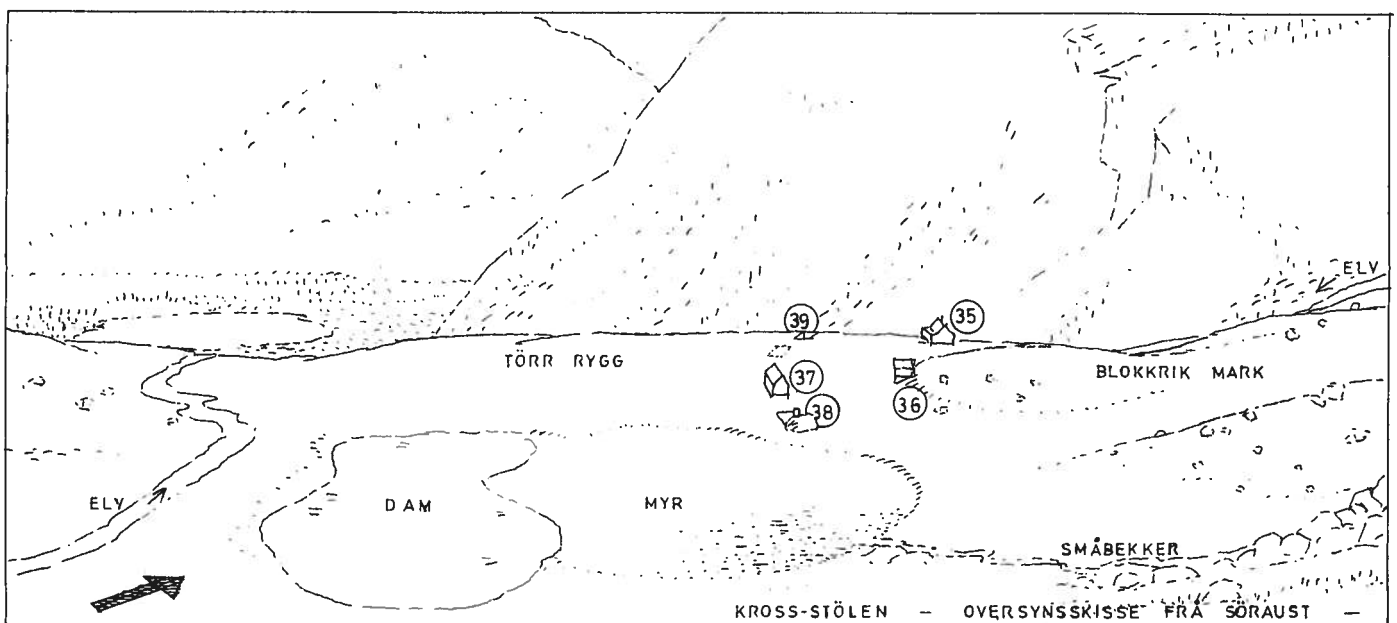 ELV
39
35
TÖRR RYGG
37
BLOKKRIK MARK
36
38
ELV
DAM
MYR
SMÅBEKKER
KROSS-STÖLEN – OVERSYNSSKISSE FRÅ SÖRAUST –